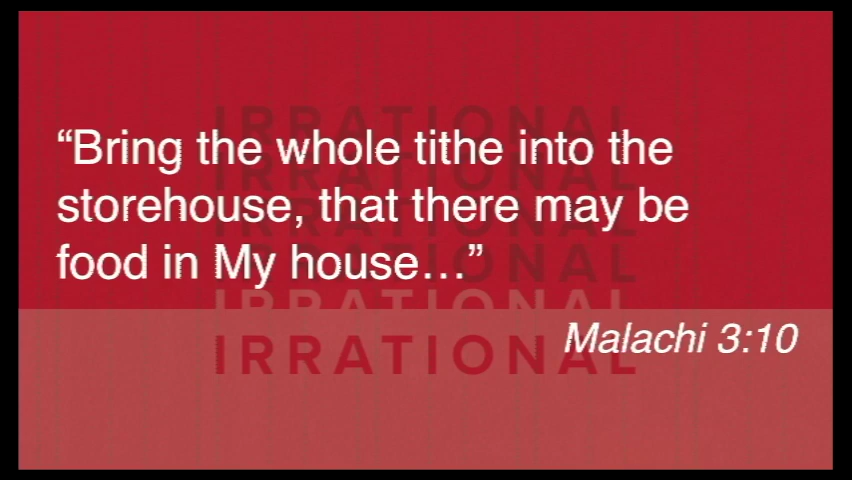 IRRATIONAL
“Bring the whole tithe into the
IRRATIONAL
storehouse, that there may be
IRRATIONAL
food in My house…”
IRRATIONAL
IRRATIONAL
Malachi 3:10
IRRATIONAL